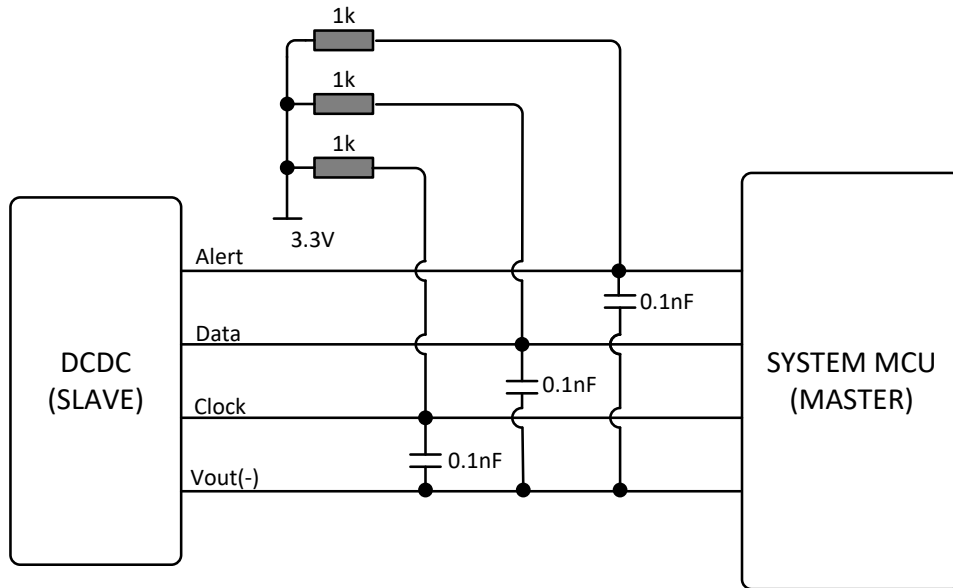 1k
1k
1k
3.3V
Alert
0.1nF
Data
DCDC
(SLAVE)
SYSTEM MCU
(MASTER)
0.1nF
Clock
0.1nF
Vout(-)